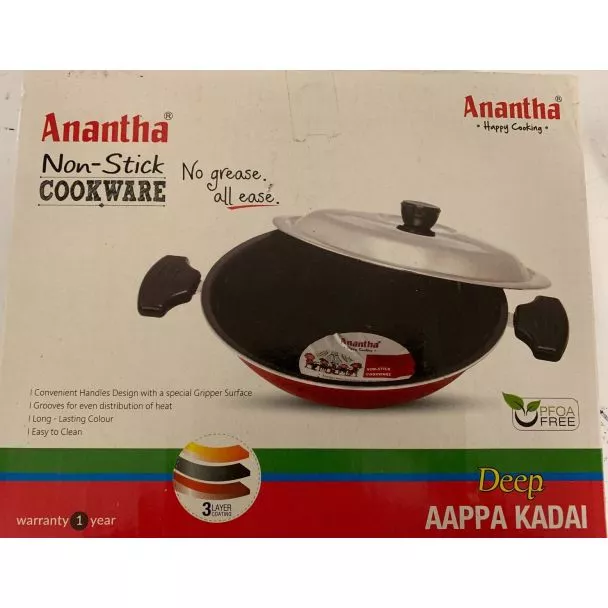 Anantha®
Non-Stick
COOKWARE
No grease.
all ease.
Anantha®
• Happy Cooking •
Anantha®
Happy Cooking •
NON-STICK
COOKWARE
I Convenient Handles Design with a special Gripper Surface
I Grooves for even distribution of heat
I Long - Lasting Colour
I Easy to Clean
PFOA
FREE
3 LAYER
COATING
warranty 1 year
Deep
AAPPA KADAI